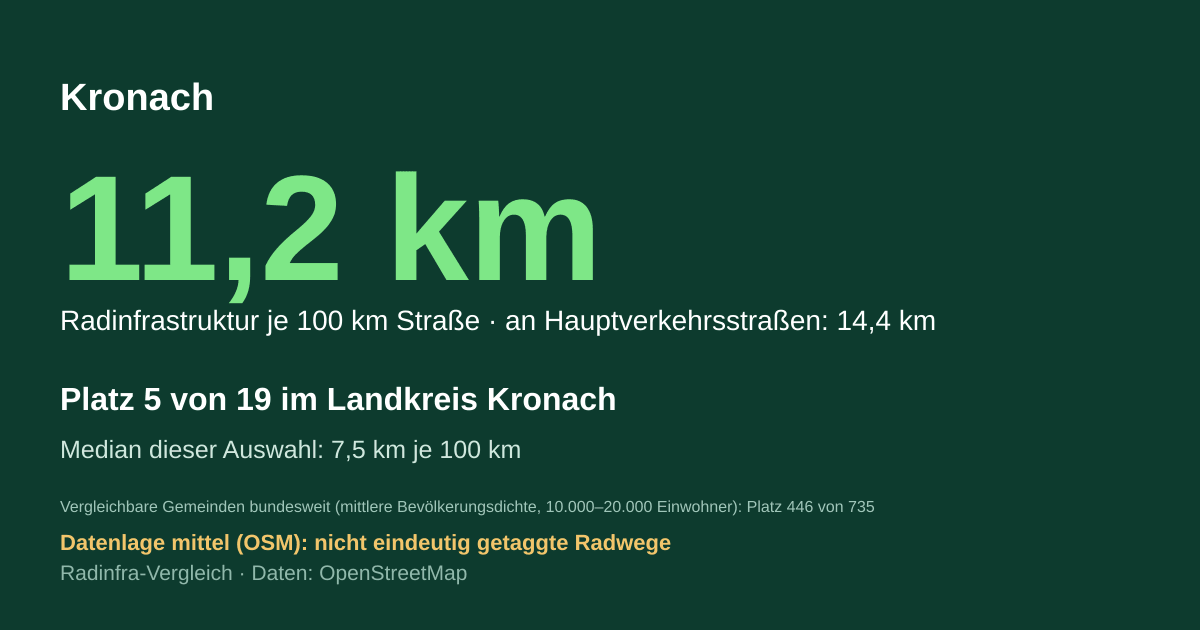 Kronach
11,2 km
Radinfrastruktur je 100 km Straße · an Hauptverkehrsstraßen: 14,4 km
Platz 5 von 19 im Landkreis Kronach
Median dieser Auswahl: 7,5 km je 100 km
Vergleichbare Gemeinden bundesweit (mittlere Bevölkerungsdichte, 10.000–20.000 Einwohner): Platz 446 von 735
Datenlage mittel (OSM): nicht eindeutig getaggte Radwege
Radinfra-Vergleich · Daten: OpenStreetMap